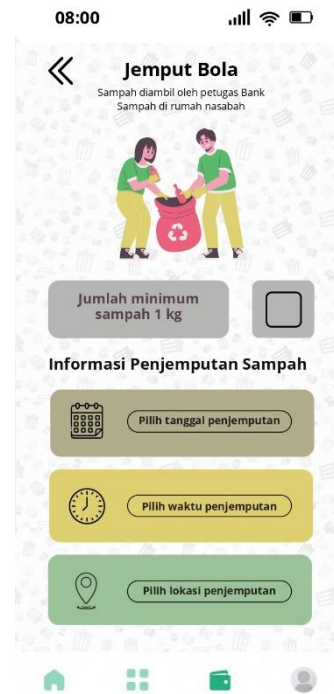 08:00
Jemput Bola
Sampah diambil oleh petugas Bank
Sampah di rumah nasabah
Jumlah minimum
sampah 1 kg
Informasi Penjemputan Sampah
Pilih tanggal penjemputan
Pilih waktu penjemputan
Pilih lokasi penjemputan